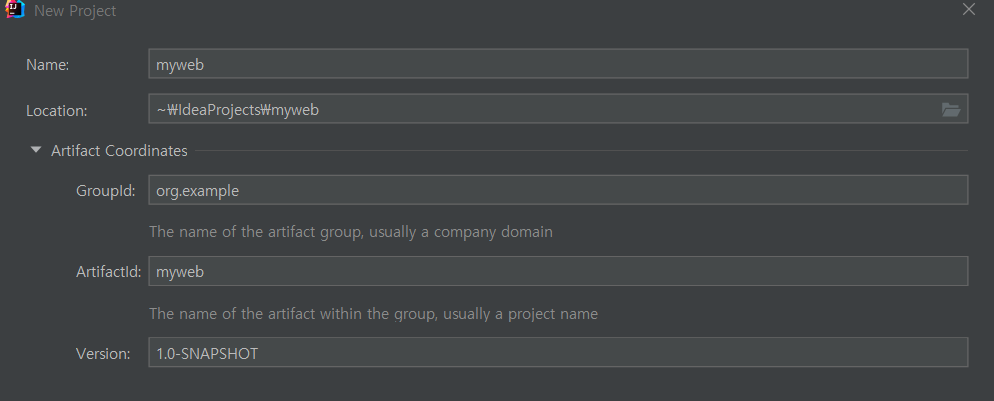 New Project
Name: myweb
Location: ~₩IdeaProjects₩myweb
Artifact Coordinates
GroupId: org.example
The name of the artifact group, usually a company domain
ArtifactId: myweb
The name of the artifact within the group, usually a project name
Version: 1.0-SNAPSHOT